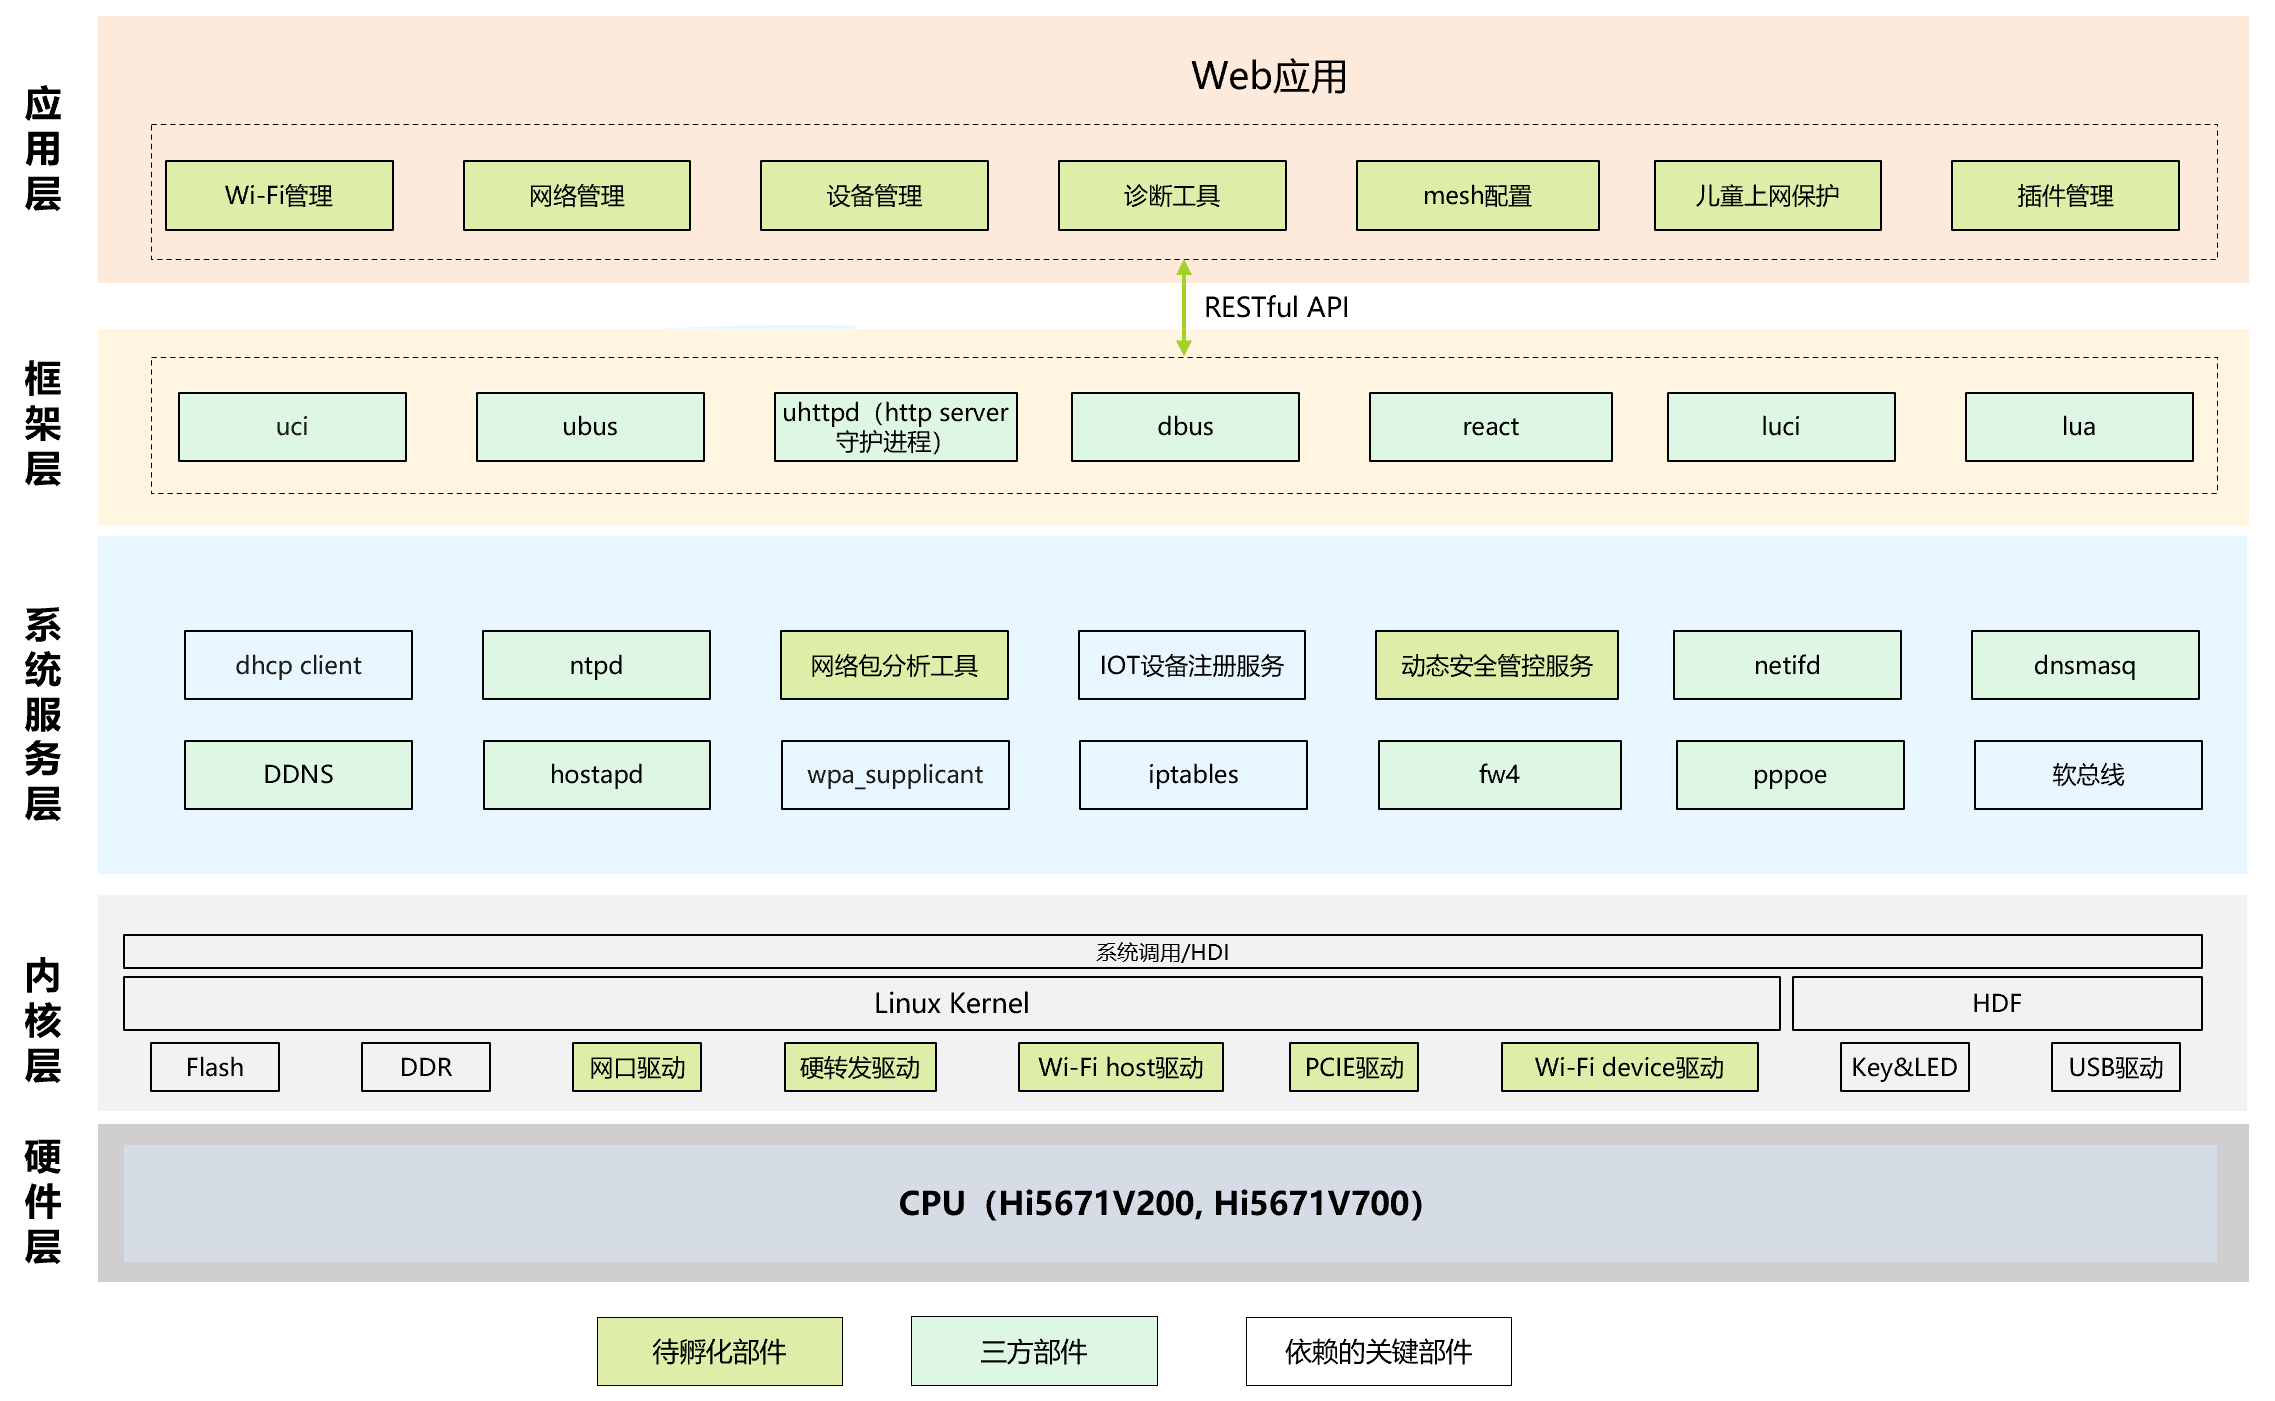 应用层
Web应用
Wi-Fi管理
网络管理
设备管理
诊断工具
mesh配置
儿童上网保护
插件管理
RESTful API
框架层
uci
ubus
uhttpd（http server
守护进程）
dbus
react
luci
lua
系统服务层
dhcp client
ntpd
网络包分析工具
IOT设备注册服务
动态安全管控服务
netifd
dnsmasq
DDNS
hostapd
wpa_supplicant
iptables
fw4
pppoe
软总线
内核层
系统调用/HDI
Linux Kernel
HDF
Flash
DDR
网口驱动
硬转发驱动
Wi-Fi host驱动
PCIE驱动
Wi-Fi device驱动
Key&LED
USB驱动
硬件层
CPU（Hi5671V200, Hi5671V700）
待孵化部件
三方部件
依赖的关键部件